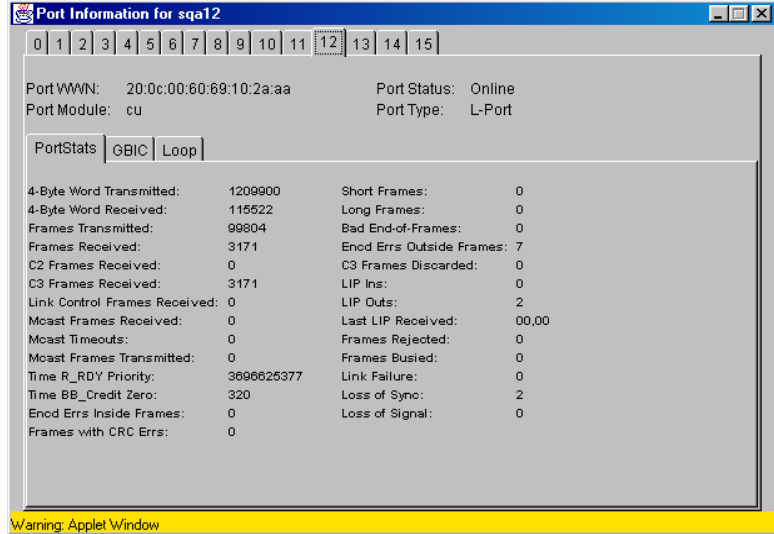 Port Information for sqa12
0 1 2 3 4 5 6 7 8 9 10 11 12 13 14 15
Port WWN: 20:0c:00:60:69:10:2a:aa Port Status: Online
Port Module: cu Port Type: L-Port
PortStats GBIC Loop
4-Byte Word Transmitted: 1209900 Short Frames: 0
4-Byte Word Received: 115522 Long Frames: 0
Frames Transmitted: 99804 Bad End-of-Frames: 0
Frames Received: 3171 Encd Errs Outside Frames: 7
C2 Frames Received: 0 C3 Frames Discarded: 0
C3 Frames Received: 3171 LIP Ins: 0
Link Control Frames Received: 0 LIP Outs: 2
Mcast Frames Received: 0 Last LIP Received: 00,00
Mcast Timeouts: 0 Frames Rejected: 0
Mcast Frames Transmitted: 0 Frames Busied: 0
Time R_RDY Priority: 3696625377 Link Failure: 0
Time BB_Credit Zero: 320 Loss of Sync: 2
Encd Errs Inside Frames: 0 Loss of Signal: 0
Frames with CRC Errs: 0
Warning: Applet Window